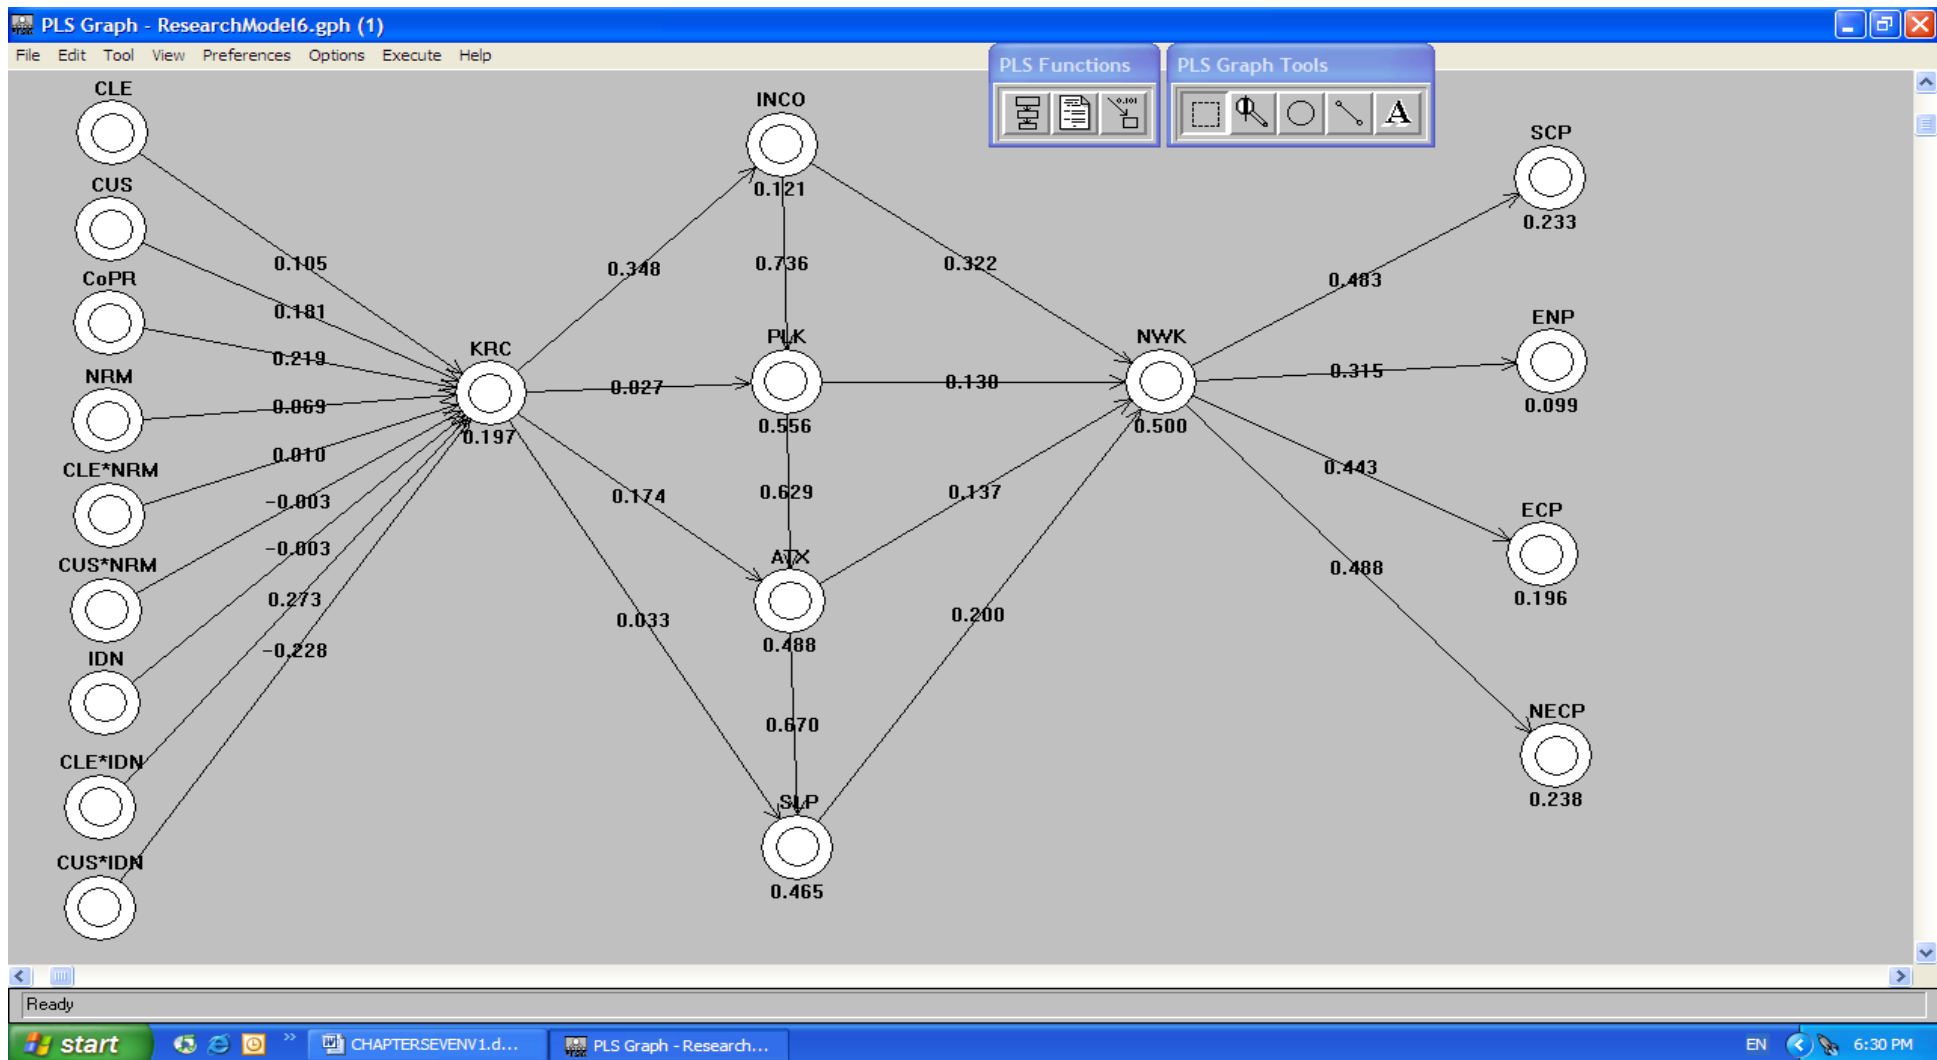 PLS Graph - ResearchModel6.gph (1)
File Edit Tool View Preferences Options Execute Help
PLS Functions
PLS Graph Tools
0.101
A
CLE
CUS
CoPR
NRM
CLE*NRM
CUS*NRM
IDN
CLE*IDN
CUS*IDN
0.105
0.181
0.219
0.069
0.010
-0.003
-0.003
0.273
-0.228
KRC
0.197
0.348
0.027
0.174
0.033
INCO
0.121
0.736
PLK
0.556
0.629
ATX
0.488
0.670
SLP
0.465
0.322
0.130
0.137
0.200
NWK
0.500
0.483
0.315
0.443
0.488
SCP
0.233
ENP
0.099
ECP
0.196
NECP
0.238
Ready
start
CHAPTERSEVENV1.d...
PLS Graph - Research...
EN
6:30 PM